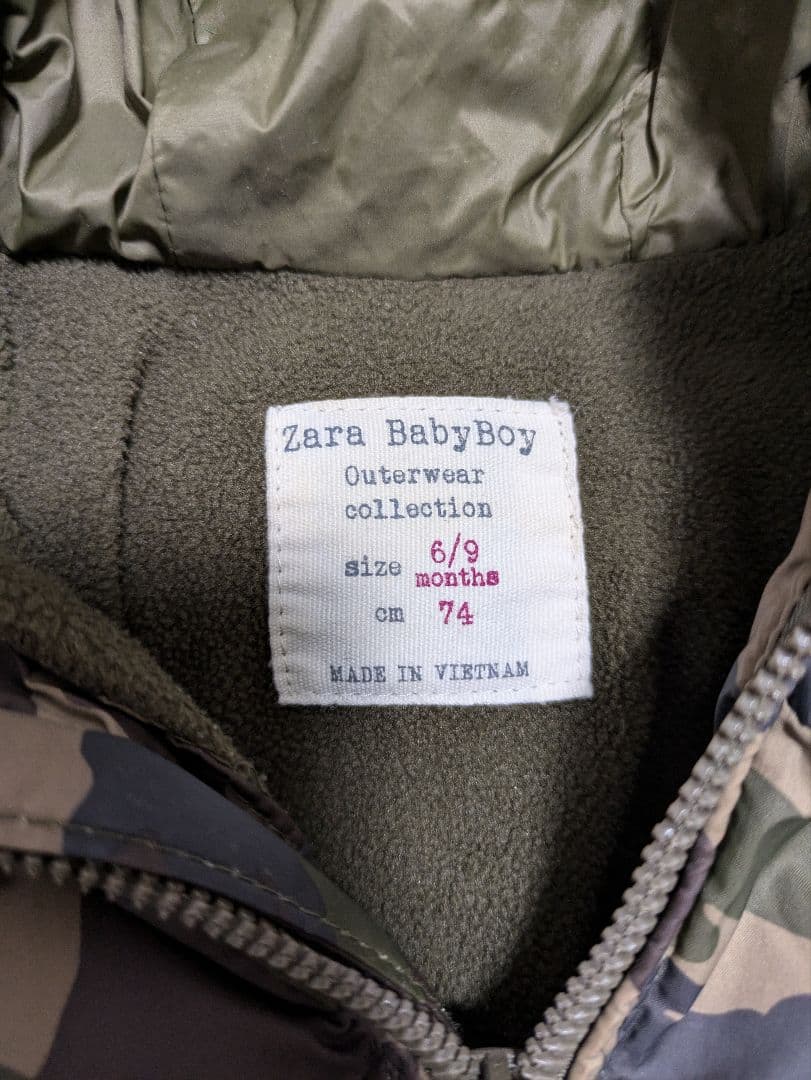 Zara BabyBoy
Outerwear
collection
size 6/9
months
cm 74
MADE IN VIETNAM